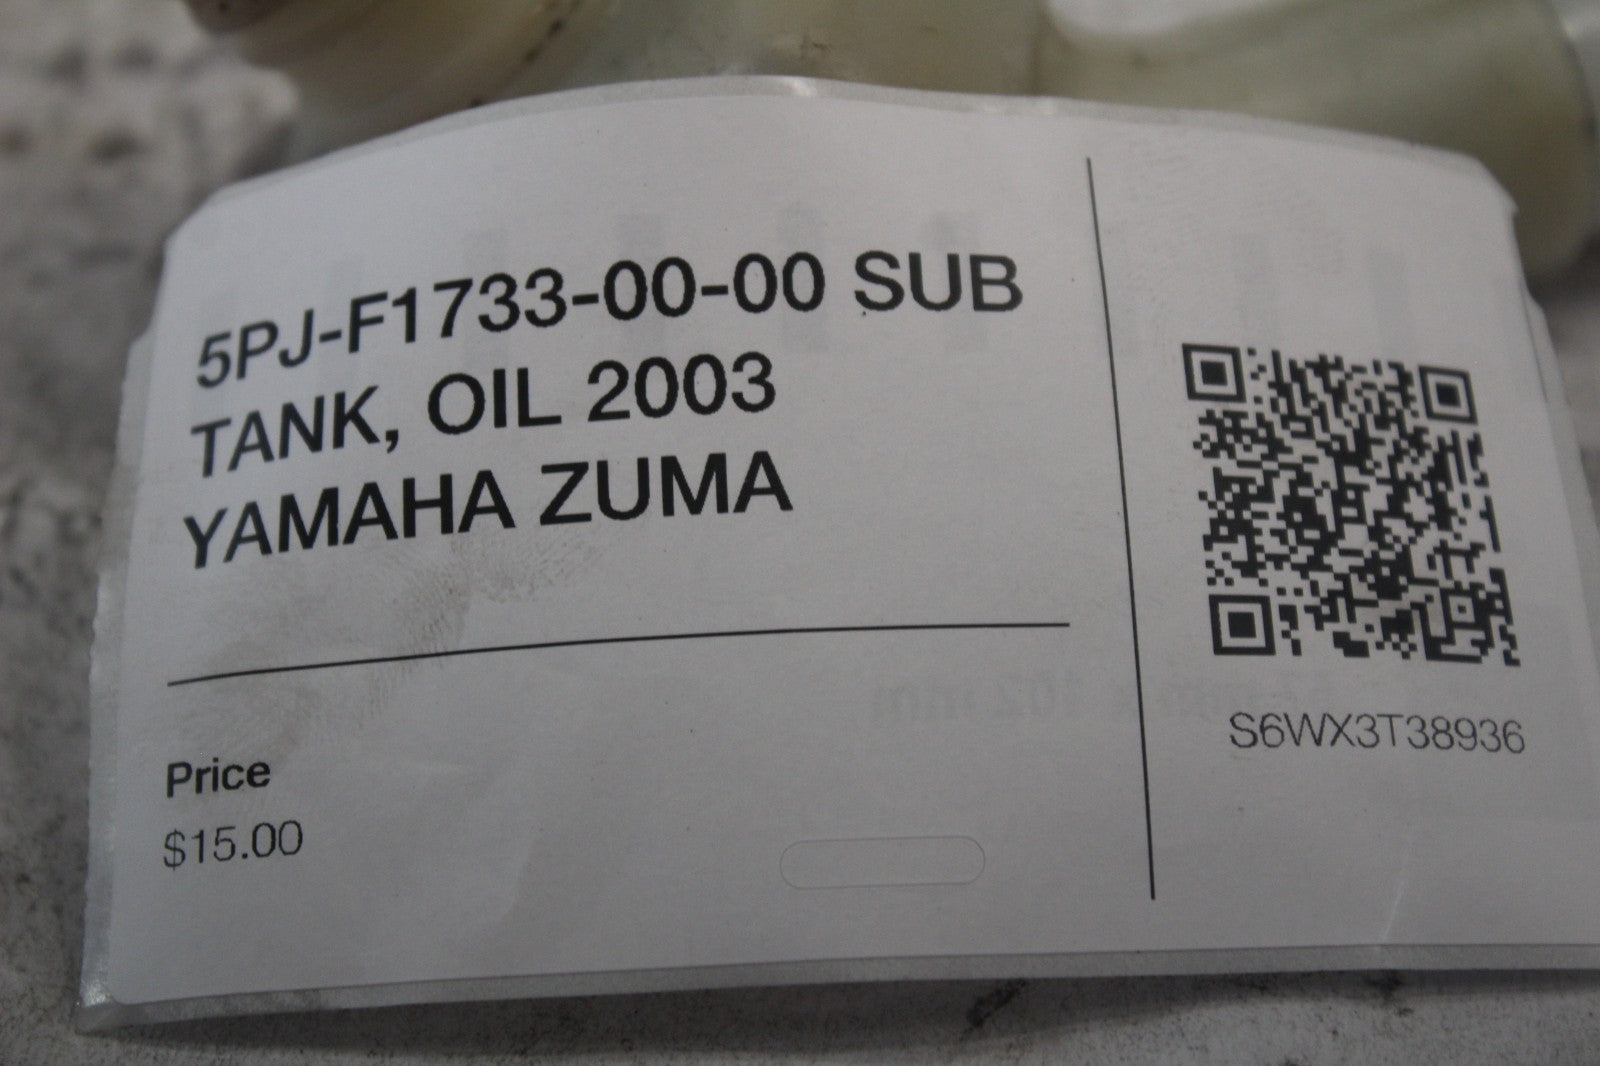 5PJ-F1733-00-00 SUB
TANK, OIL 2003
YAMAHA ZUMA
Price
$15.00
S6WX3T38936